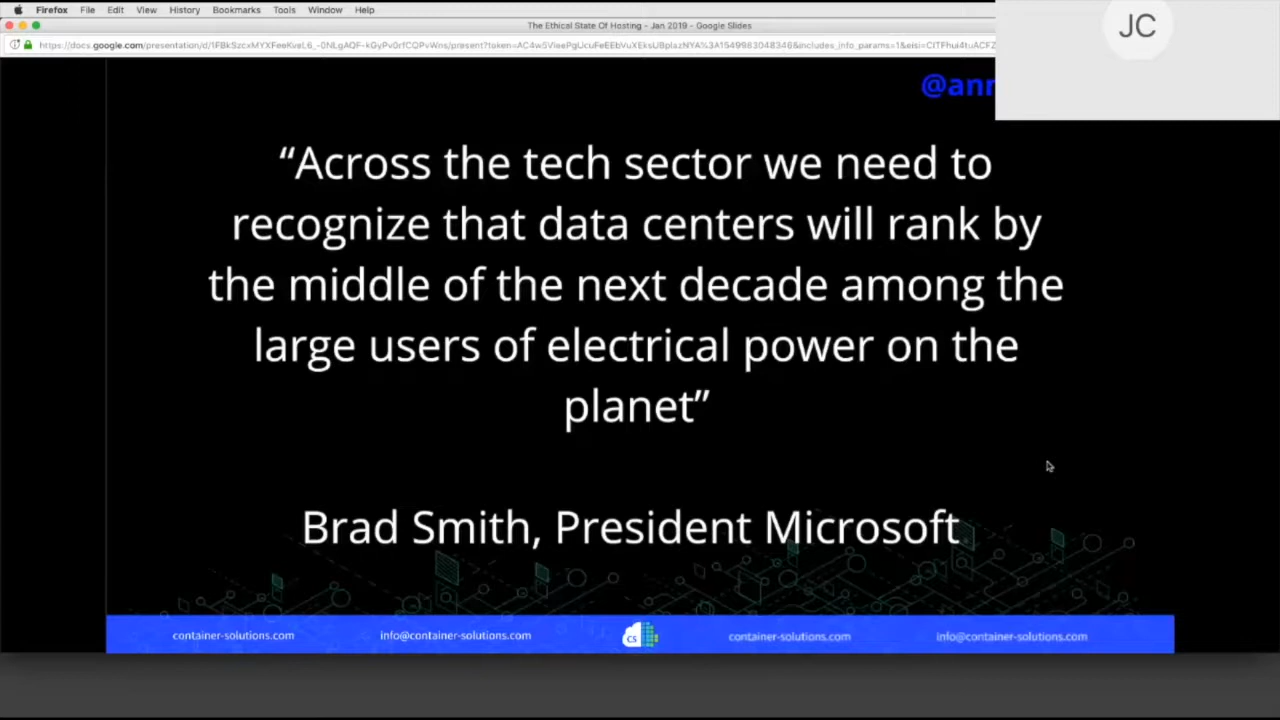 Firefox File Edit View History Bookmarks Tools Window Help
The Ethical State Of Hosting - Jan 2019 - Google Slides
JC
@ann
“Across the tech sector we need to
recognize that data centers will rank by
the middle of the next decade among the
large users of electrical power on the
planet”
Brad Smith, President Microsoft
container-solutions.com info@container-solutions.com CS container-solutions.com info@container-solutions.com